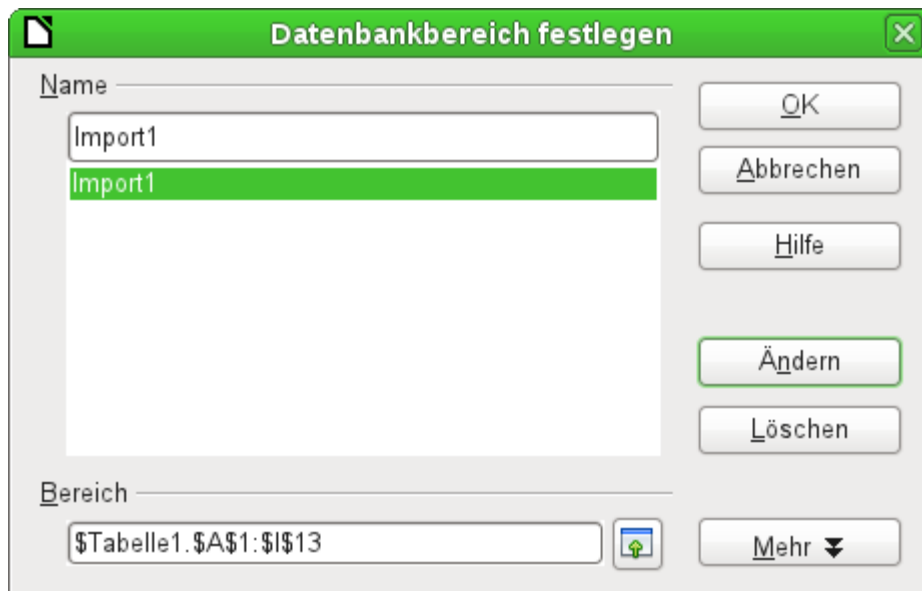 Datenbankbereich festlegen
Name
Import1
Import1
OK
Abbrechen
Hilfe
Ändern
Löschen
Bereich
$Tabelle1.$A$1:$I$13
Mehr